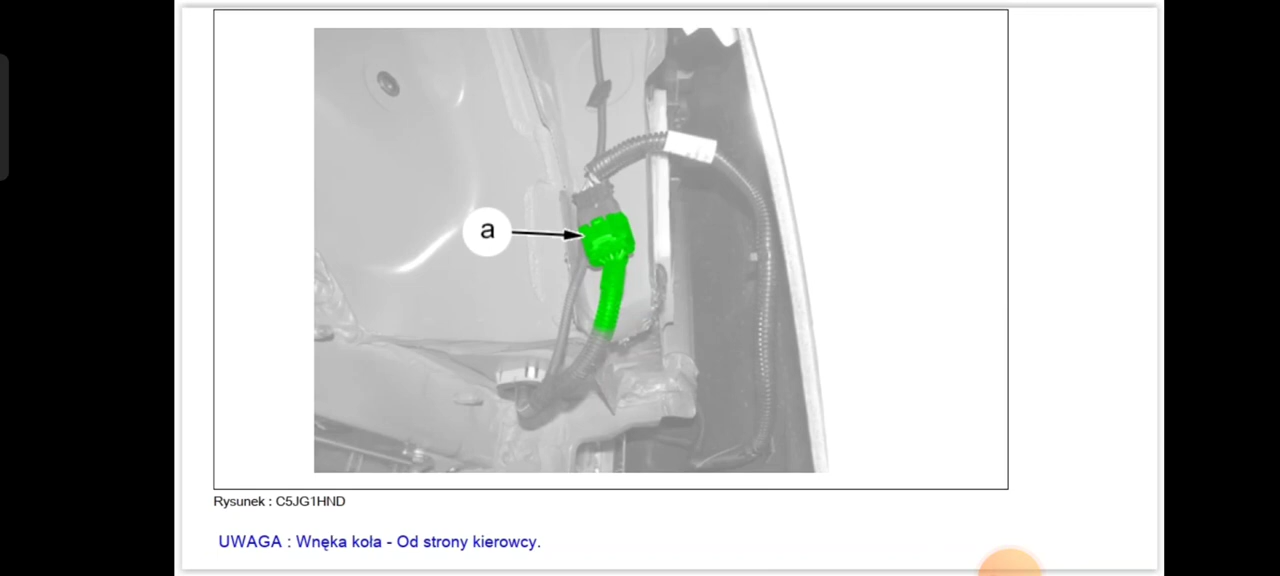 a
Rysunek : C5JG1HND
UWAGA : Wnęka koła - Od strony kierowcy.